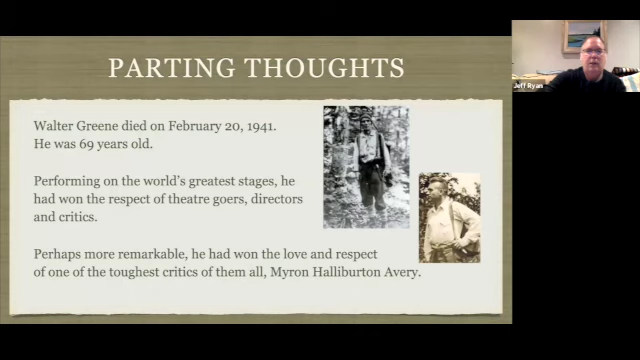 PARTING THOUGHTS
Walter Greene died on February 20, 1941.
He was 69 years old.
Performing on the world's greatest stages, he
had won the respect of theatre goers, directors
and critics.
Perhaps more remarkable, he had won the love and respect
of one of the toughest critics of them all, Myron Halliburton Avery.
Jeff Ryan